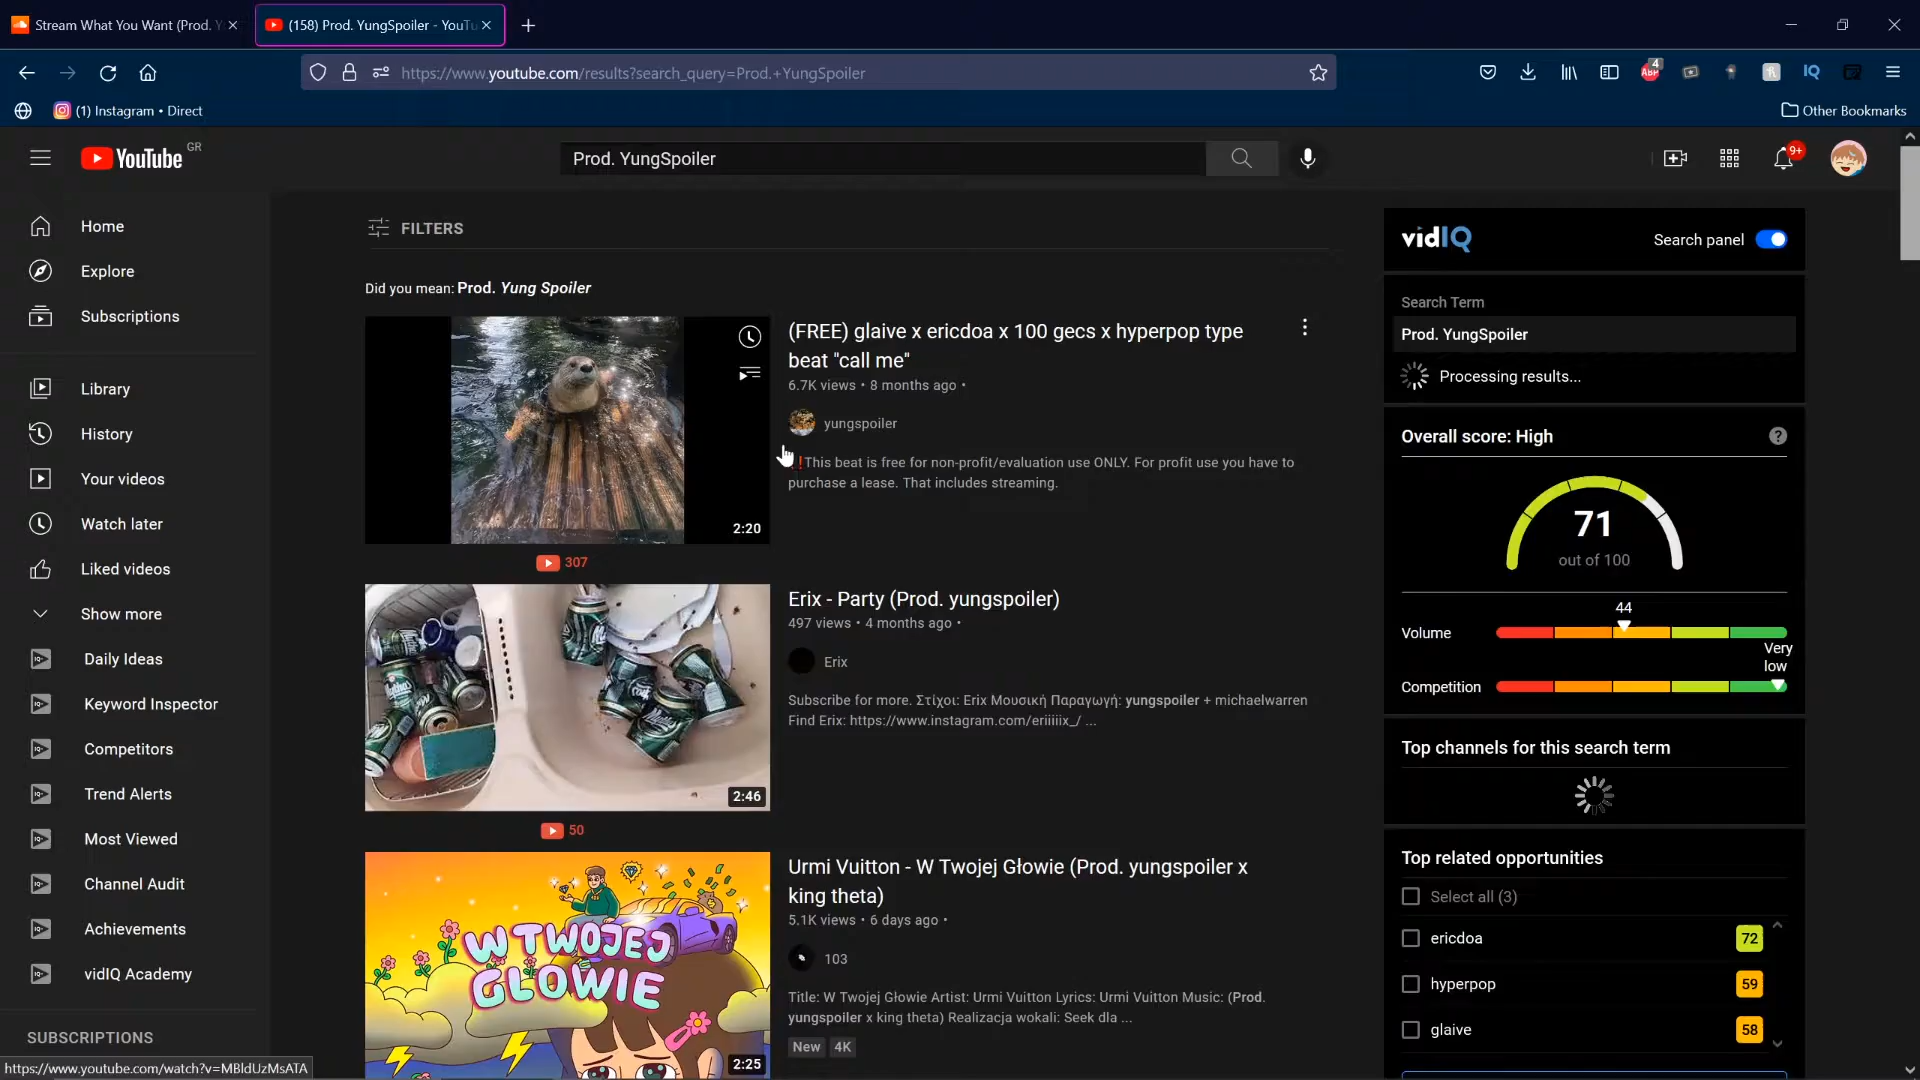 Stream What You Want (Prod. Y
(158) Prod. YungSpoiler - YouTu
https://www.youtube.com/results?search_query=Prod.+YungSpoiler
ABP
4
IQ
(1) Instagram • Direct
Other Bookmarks
YouTube GR
Prod. YungSpoiler
9+
Home
Explore
Subscriptions
Library
History
Your videos
Watch later
Liked videos
Show more
Daily Ideas
Keyword Inspector
Competitors
Trend Alerts
Most Viewed
Channel Audit
Achievements
vidIQ Academy
SUBSCRIPTIONS
https://www.youtube.com/watch?v=MBldUzMsATA
FILTERS
Did you mean: Prod. Yung Spoiler
(FREE) glaive x ericdoa x 100 gecs x hyperpop type
beat "call me"
6.7K views • 8 months ago •
yungspoiler
!This beat is free for non-profit/evaluation use ONLY. For profit use you have to
purchase a lease. That includes streaming.
2:20
307
Erix - Party (Prod. yungspoiler)
497 views • 4 months ago •
Erix
Subscribe for more. Στίχοι: Erix Μουσική Παραγωγή: yungspoiler + michaelwarren
Find Erix: https://www.instagram.com/eriiiiix_/ ...
2:46
50
Urmi Vuitton - W Twojej Głowie (Prod. yungspoiler x
king theta)
5.1K views • 6 days ago •
103
Title: W Twojej Głowie Artist: Urmi Vuitton Lyrics: Urmi Vuitton Music: (Prod.
yungspoiler x king theta) Realizacja wokali: Seek dla ...
New 4K
W TWOJEJ
GŁOWIE
2:25
vidIQ
Search panel
Search Term
Prod. YungSpoiler
Processing results...
Overall score: High
?
71
out of 100
44
Volume
Very
low
Competition
Top channels for this search term
Top related opportunities
Select all (3)
ericdoa 72
hyperpop 59
glaive 58